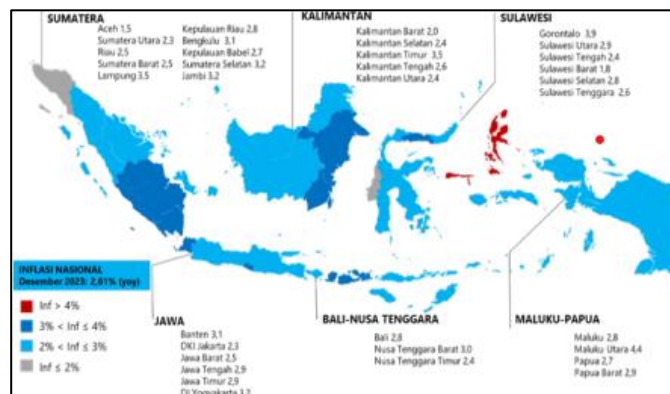 SUMATERA
Aceh 1,5
Sumatera Utara 2,3
Riau 2,5
Sumatera Barat 2,5
Lampung 3.5
Kepulauan Riau 2,8
Bengkulu 3,1
Kepulauan Babel 2,7
Sumatera Selatan 3,2
Jambi 3,2
KALIMANTAN
Kalimantan Barat 2,0
Kalimantan Selatan 2,4
Kalimantan Timur 3,5
Kalimantan Tengah 2,6
Kalimantan Utara 2,4
SULAWESI
Gorontalo 3,9
Sulawesi Utara 2,9
Sulawesi Tengah 2,4
Sulawesi Barat 1,8
Sulawesi Selatan 2,8
Sulawesi Tenggara 2,6
INFLASI NASIONAL
Desember 2023: 2,61% (yoy)
Inf > 4%
3% < Inf ≤ 4%
2% < Inf ≤ 3%
Inf ≤ 2%
JAWA
Banten 3,1
DKI Jakarta 2,3
Jawa Barat 2,5
Jawa Tengah 2,9
Jawa Timur 2,9
DI Yogyakarta 3,2
BALI-NUSA TENGGARA
Bali 2,8
Nusa Tenggara Barat 3,0
Nusa Tenggara Timur 2,4
MALUKU-PAPUA
Maluku 2,8
Maluku Utara 4,4
Papua 2,7
Papua Barat 2,9